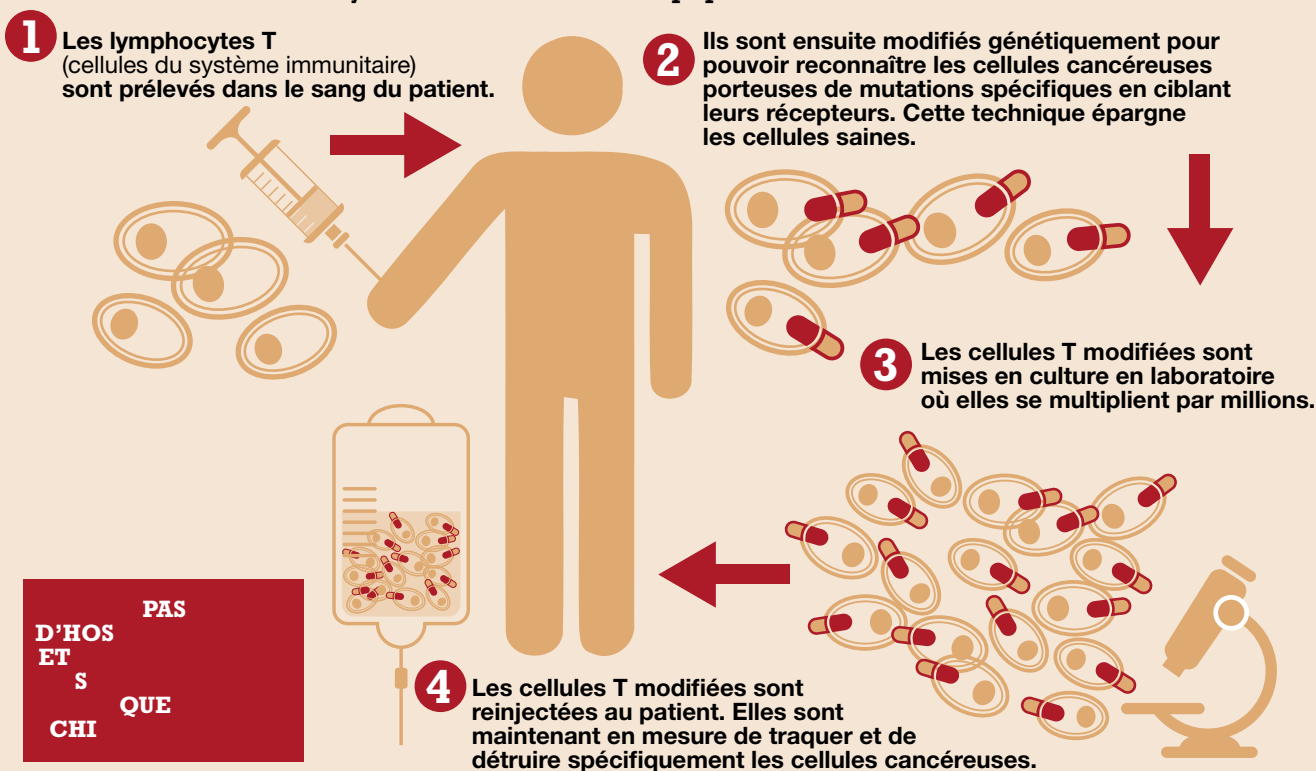 1
Les lymphocytes T
(cellules du système immunitaire)
sont prélevés dans le sang du patient.
2
Ils sont ensuite modifiés génétiquement pour
pouvoir reconnaître les cellules cancéreuses
porteuses de mutations spécifiques en ciblant
leurs récepteurs. Cette technique épargne
les cellules saines.
3
Les cellules T modifiées sont
mises en culture en laboratoire
où elles se multiplient par millions.
4
Les cellules T modifiées sont
reinjectées au patient. Elles sont
maintenant en mesure de traquer et de
détruire spécifiquement les cellules cancéreuses.
PAS
D'HOS
ET
S
QUE
CHI